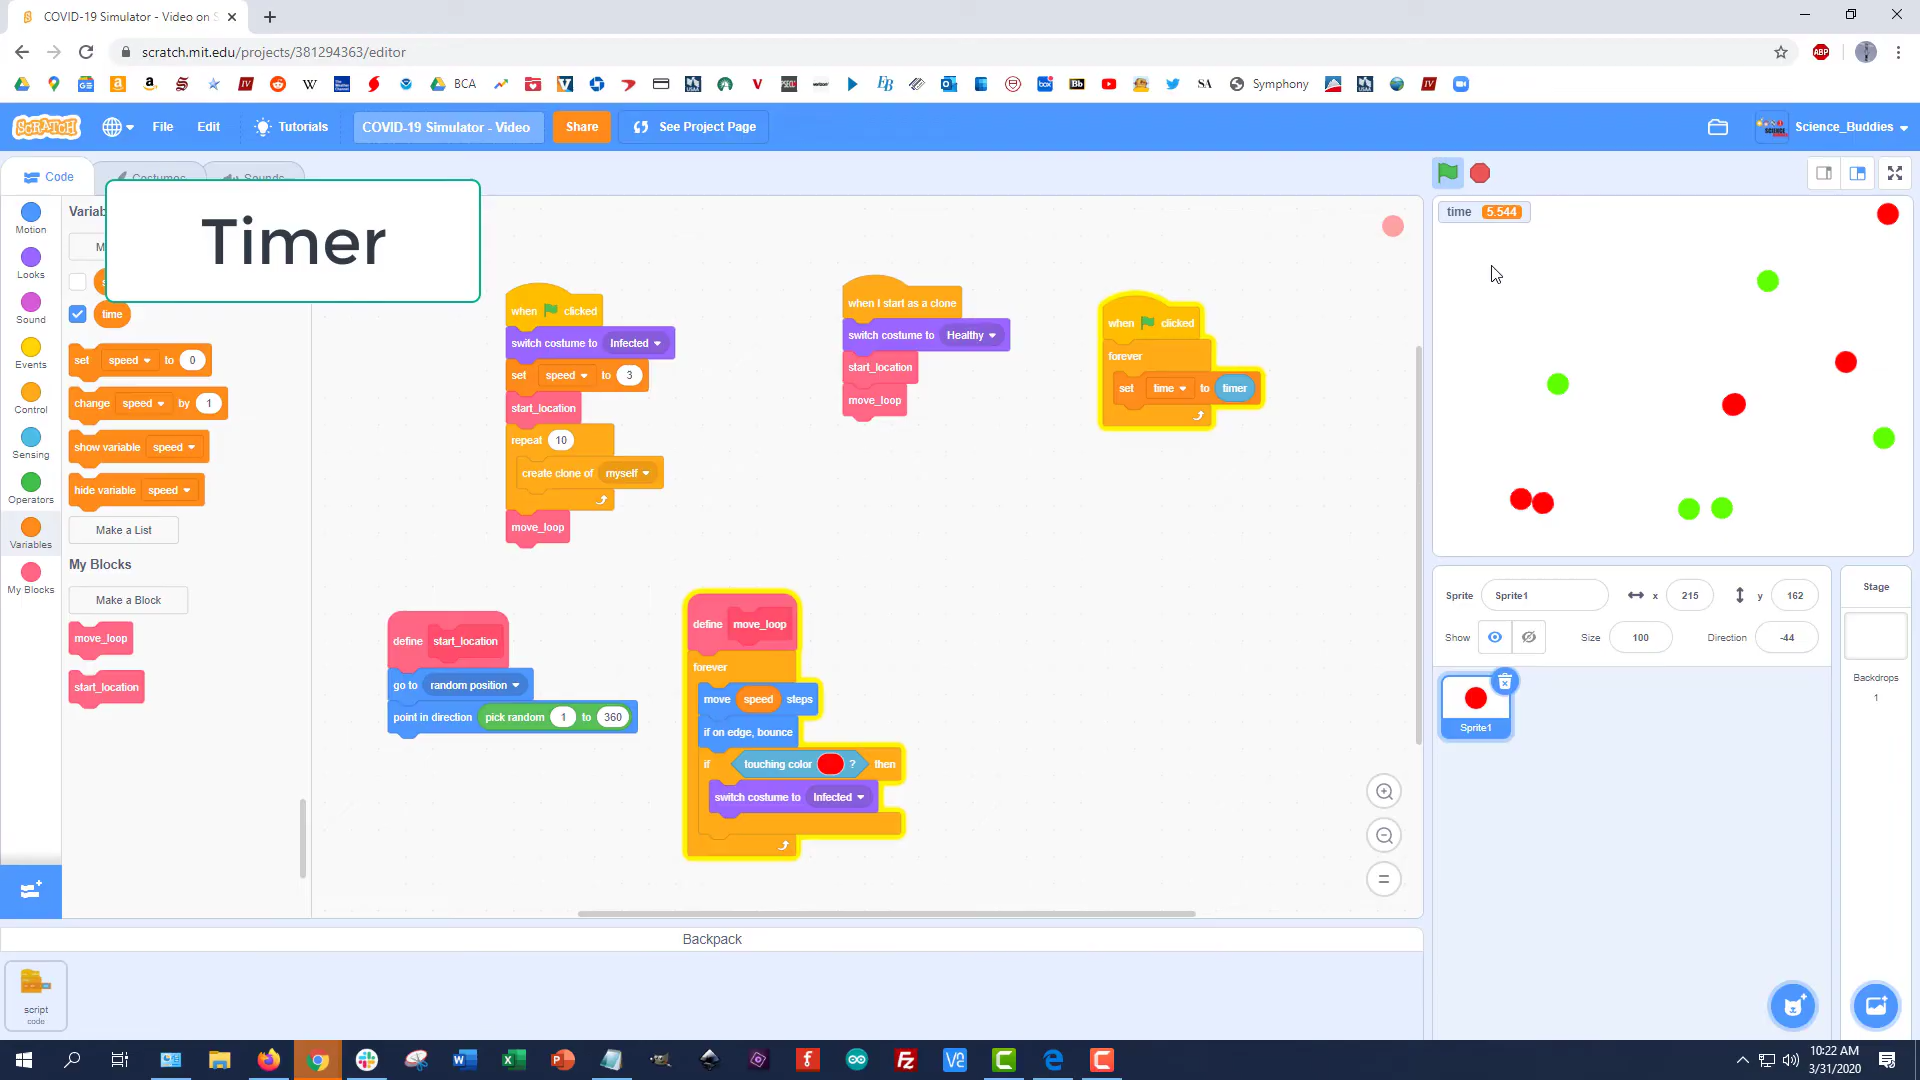 COVID-19 Simulator - Video on S
scratch.mit.edu/projects/381294363/editor
ABP
BCA
Symphony
SCRATCH
File
Edit
Tutorials
COVID-19 Simulator - Video
Share
See Project Page
Science_Buddies
Code
Costumes
Sounds
Timer
Motion
Looks
Sound
Events
Control
Sensing
Operators
Variables
My Blocks
time
set speed to 0
change speed by 1
show variable speed
hide variable speed
Make a List
My Blocks
Make a Block
move_loop
start_location
when clicked
switch costume to Infected
set speed to 3
start_location
repeat 10
create clone of myself
move_loop
when I start as a clone
switch costume to Healthy
start_location
move_loop
when clicked
forever
set time to timer
define start_location
go to random position
point in direction pick random 1 to 360
define move_loop
forever
move speed steps
if on edge, bounce
if touching color ? then
switch costume to Infected
time 5.544
Sprite Sprite1 x 215 y 162
Show Size 100 Direction -44
Sprite1
Stage
Backdrops
1
Backpack
script
code
10:22 AM
3/31/2020